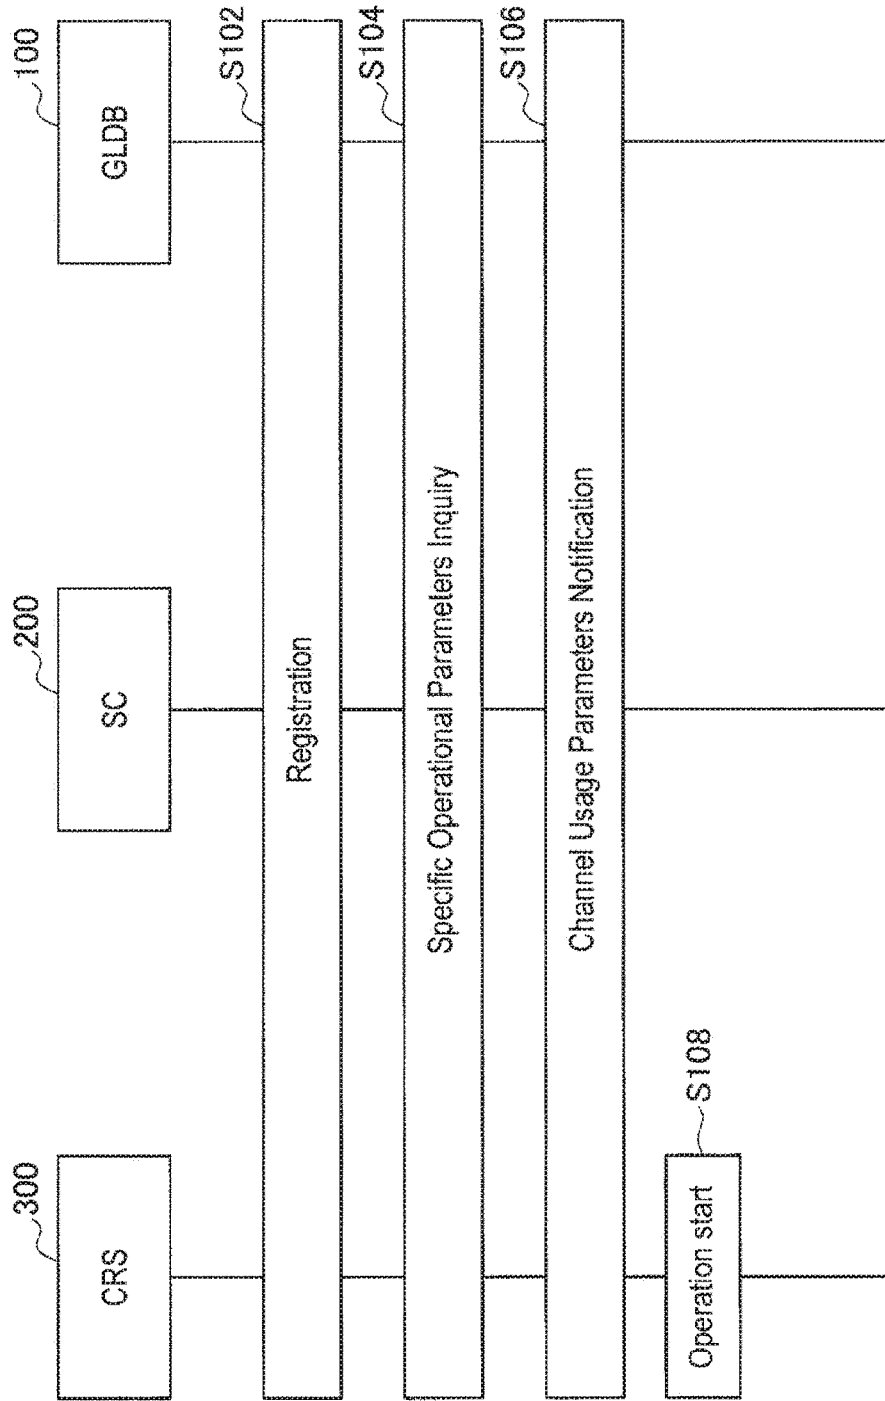 300
200
100
CRS
SC
GLDB
S102
Registration
S104
Specific Operational Parameters Inquiry
S106
Channel Usage Parameters Notification
S108
Operation start